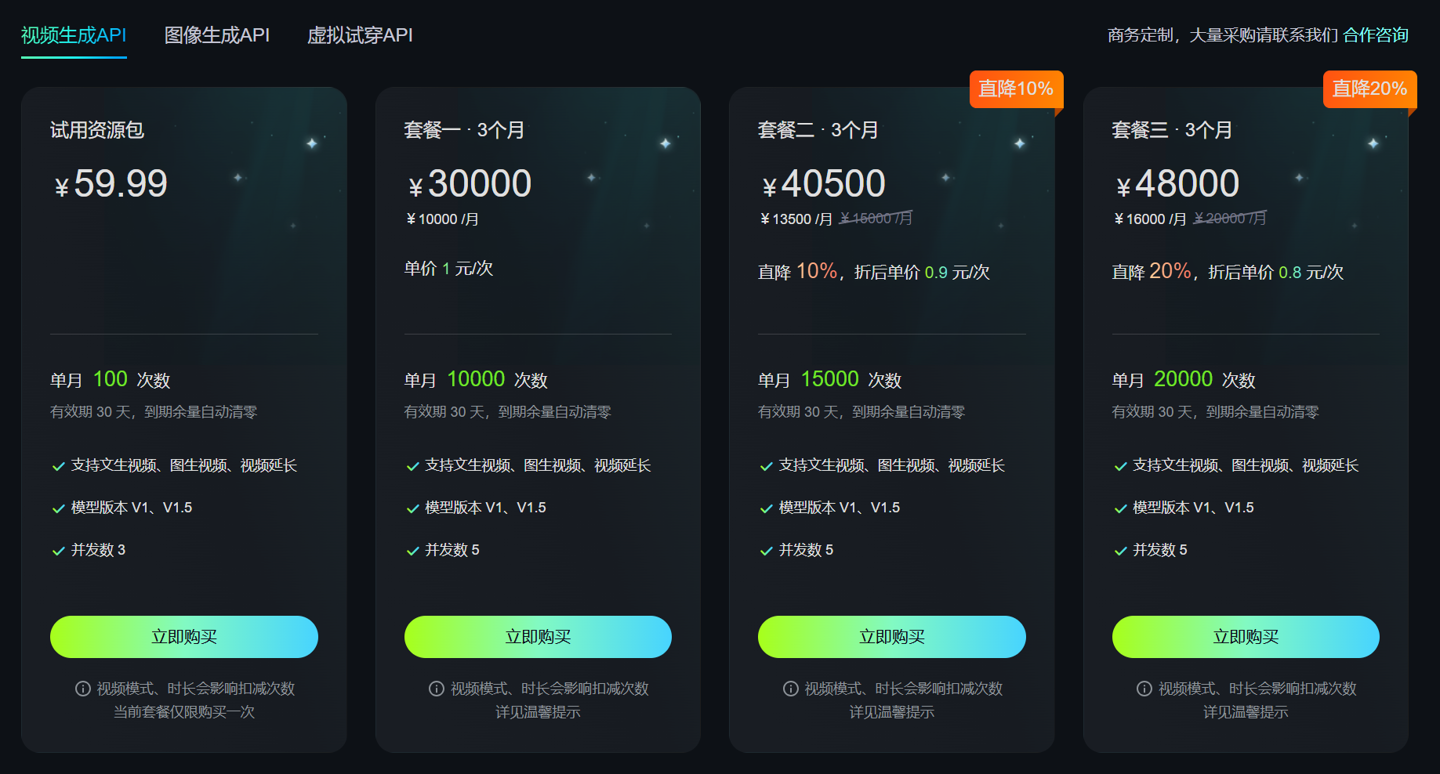 视频生成API 图像生成API 虚拟试穿API
商务定制，大量采购请联系我们 合作咨询
试用资源包
￥59.99
单月 100 次数
有效期 30 天，到期余量自动清零
支持文生视频、图生视频、视频延长
模型版本 V1、V1.5
并发数 3
立即购买
视频模式、时长会影响扣减次数
当前套餐仅限购买一次
套餐一 · 3个月
￥30000
￥10000 /月
单价 1 元/次
单月 10000 次数
有效期 30 天，到期余量自动清零
支持文生视频、图生视频、视频延长
模型版本 V1、V1.5
并发数 5
立即购买
视频模式、时长会影响扣减次数
详见温馨提示
直降10%
套餐二 · 3个月
￥40500
￥13500 /月 ￥15000 /月
直降 10%，折后单价 0.9 元/次
单月 15000 次数
有效期 30 天，到期余量自动清零
支持文生视频、图生视频、视频延长
模型版本 V1、V1.5
并发数 5
立即购买
视频模式、时长会影响扣减次数
详见温馨提示
直降20%
套餐三 · 3个月
￥48000
￥16000 /月 ￥20000 /月
直降 20%，折后单价 0.8 元/次
单月 20000 次数
有效期 30 天，到期余量自动清零
支持文生视频、图生视频、视频延长
模型版本 V1、V1.5
并发数 5
立即购买
视频模式、时长会影响扣减次数
详见温馨提示